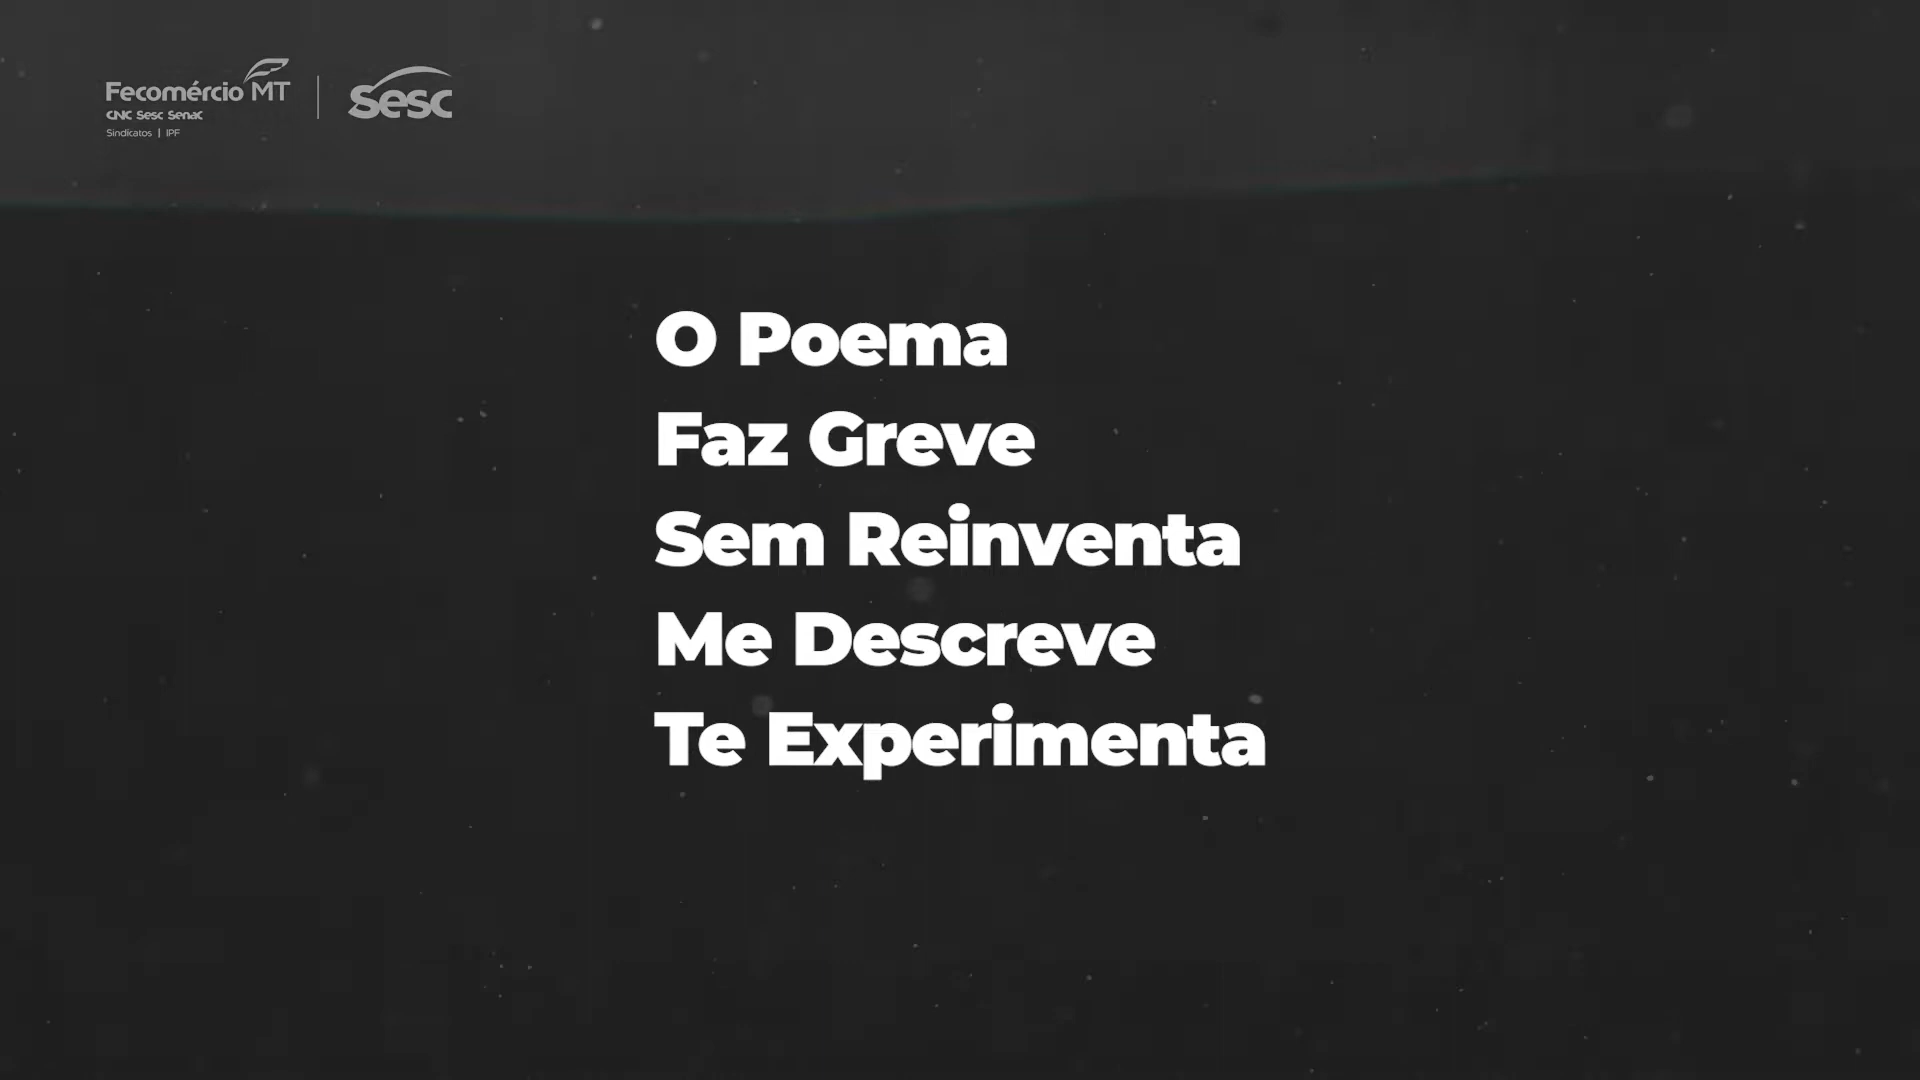 Fecomércio MT
CNC Sesc Senac
Sindicatos | IPF
Sesc
O Poema
Faz Greve
Sem Reinventa
Me Descreve
Te Experimenta